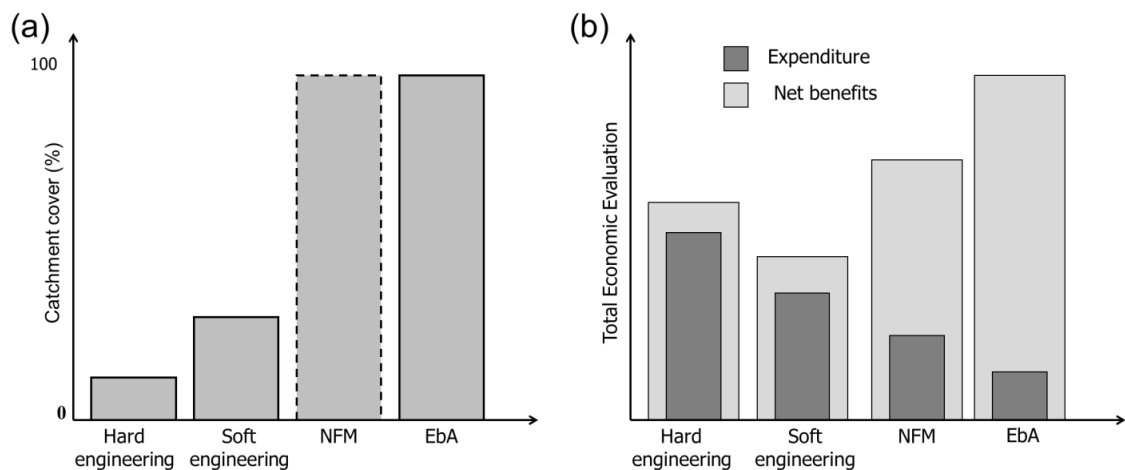 (a)
100
Catchment cover (%)
0
Hard
engineering
Soft
engineering
NFM
EbA
(b)
Expenditure
Net benefits
Total Economic Evaluation
Hard
engineering
Soft
engineering
NFM
EbA